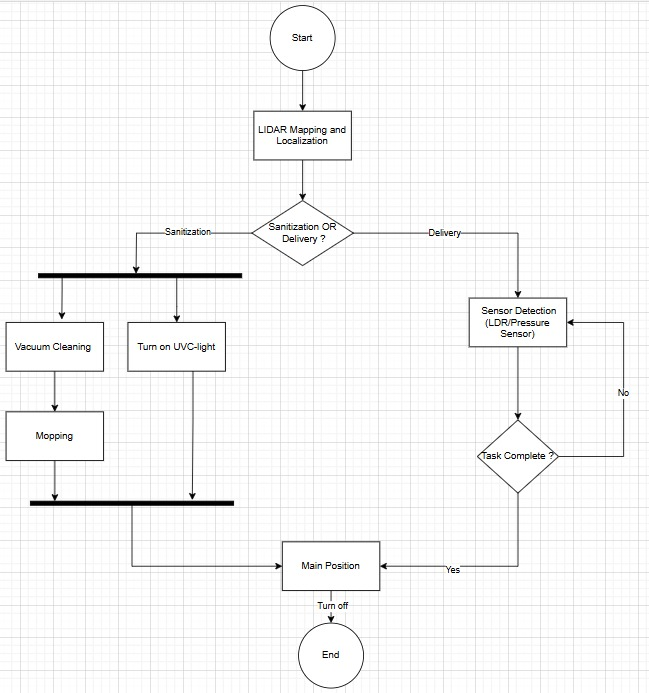 Start
LIDAR Mapping and
Localization
Sanitization OR
Delivery ?
Sanitization
Delivery
Sensor Detection
(LDR/Pressure
Sensor)
Vacuum Cleaning
Turn on UVC-light
No
Mopping
Task Complete ?
Main Position
Yes
Turn off
End